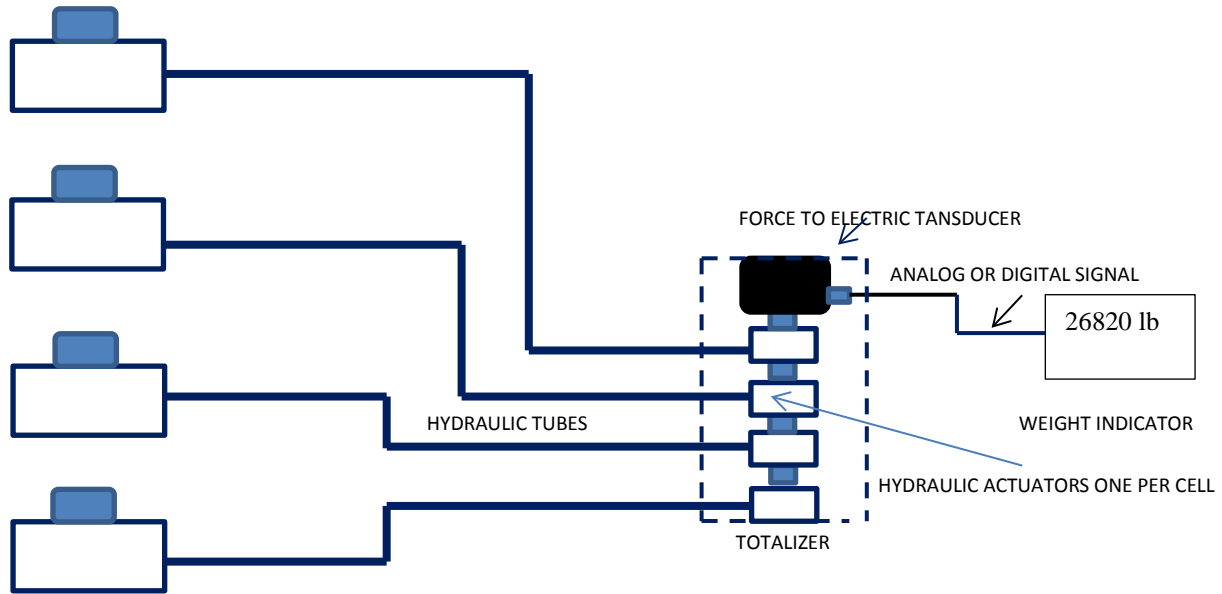 FORCE TO ELECTRIC TANSDUCER
ANALOG OR DIGITAL SIGNAL
26820 lb
HYDRAULIC TUBES
WEIGHT INDICATOR
HYDRAULIC ACTUATORS ONE PER CELL
TOTALIZER